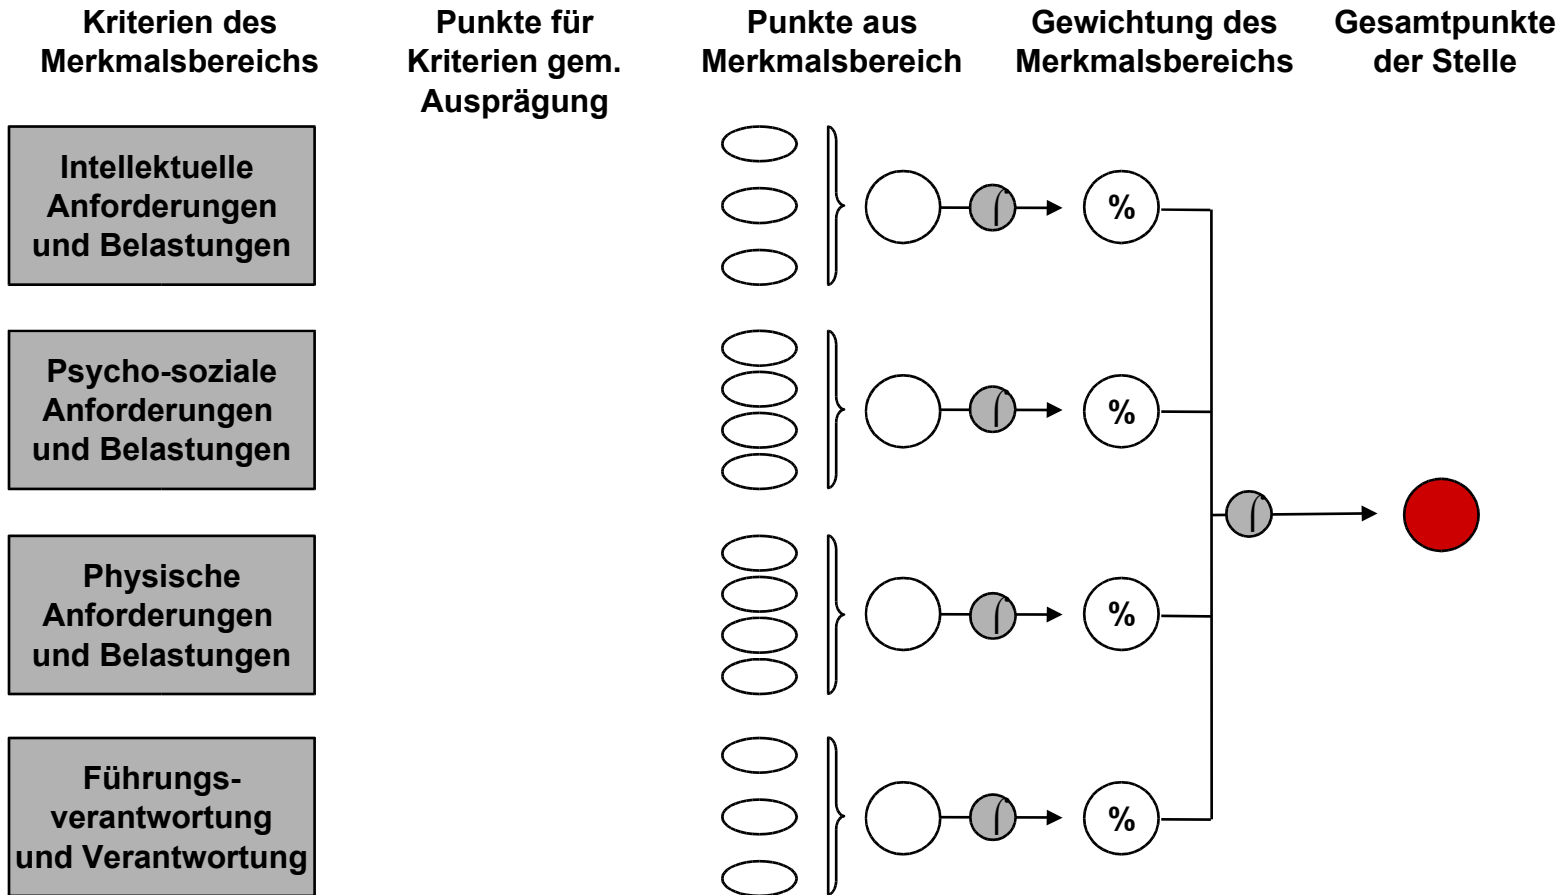 Kriterien des
Merkmalsbereichs
Punkte für
Kriterien gem.
Ausprägung
Punkte aus
Merkmalsbereich
Gewichtung des
Merkmalsbereichs
Gesamtpunkte
der Stelle
Intellektuelle
Anforderungen
und Belastungen
%
Psycho-soziale
Anforderungen
und Belastungen
%
Physische
Anforderungen
und Belastungen
%
Führungs-
verantwortung
und Verantwortung
%